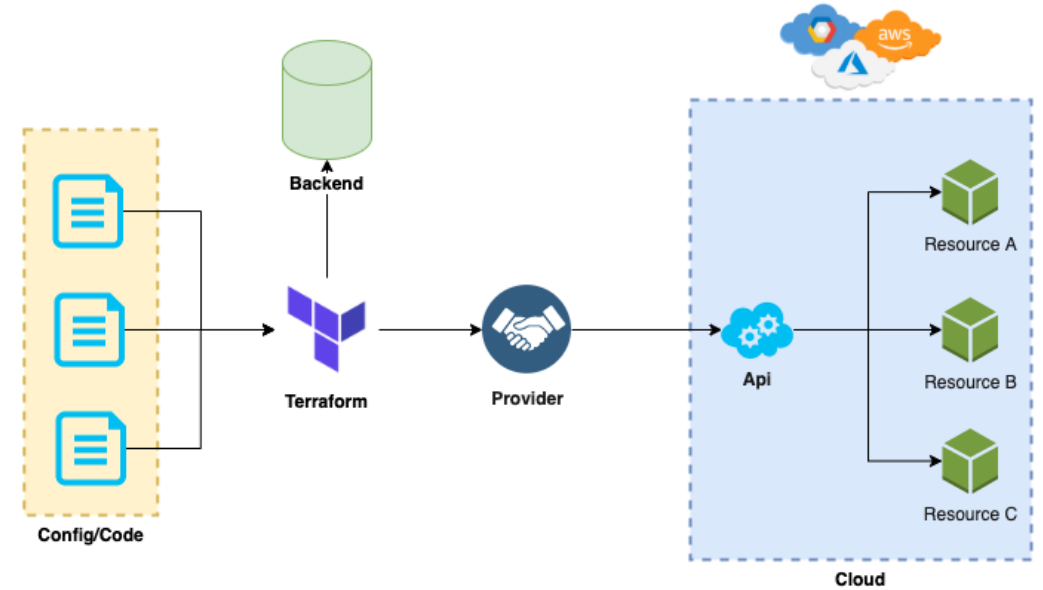 aws
Backend
Terraform
Provider
Api
Resource A
Resource B
Resource C
Config/Code
Cloud